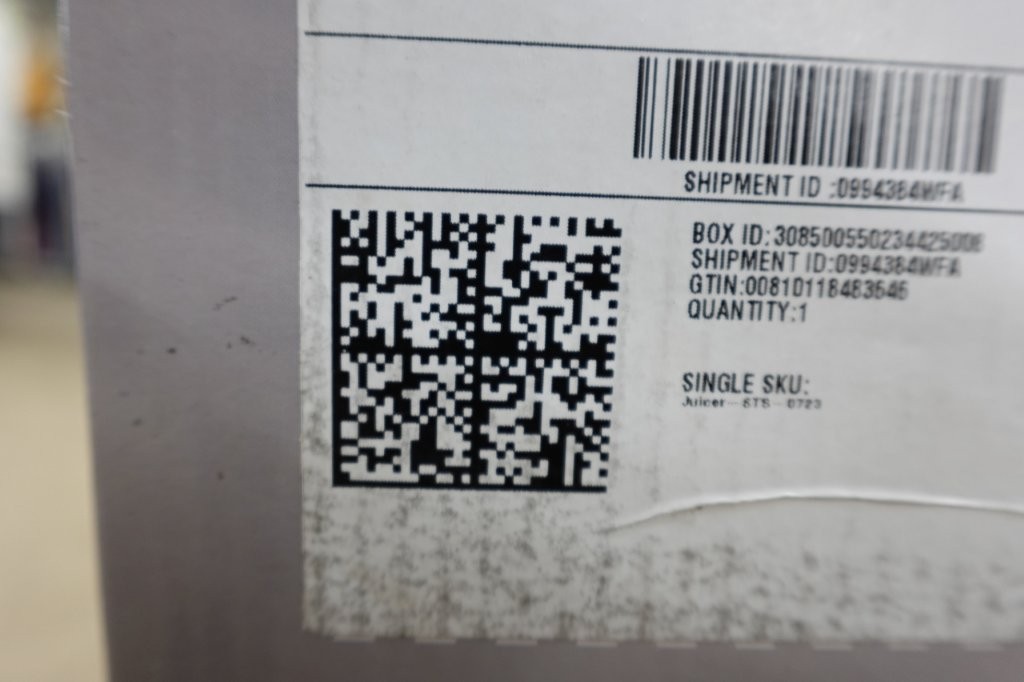 SHIPMENT ID :0994384WFA
BOX ID:308500550234425006
SHIPMENT ID:0994384WFA
GTIN:00810118483646
QUANTITY:1
SINGLE SKU:
Juicer--STS--0723